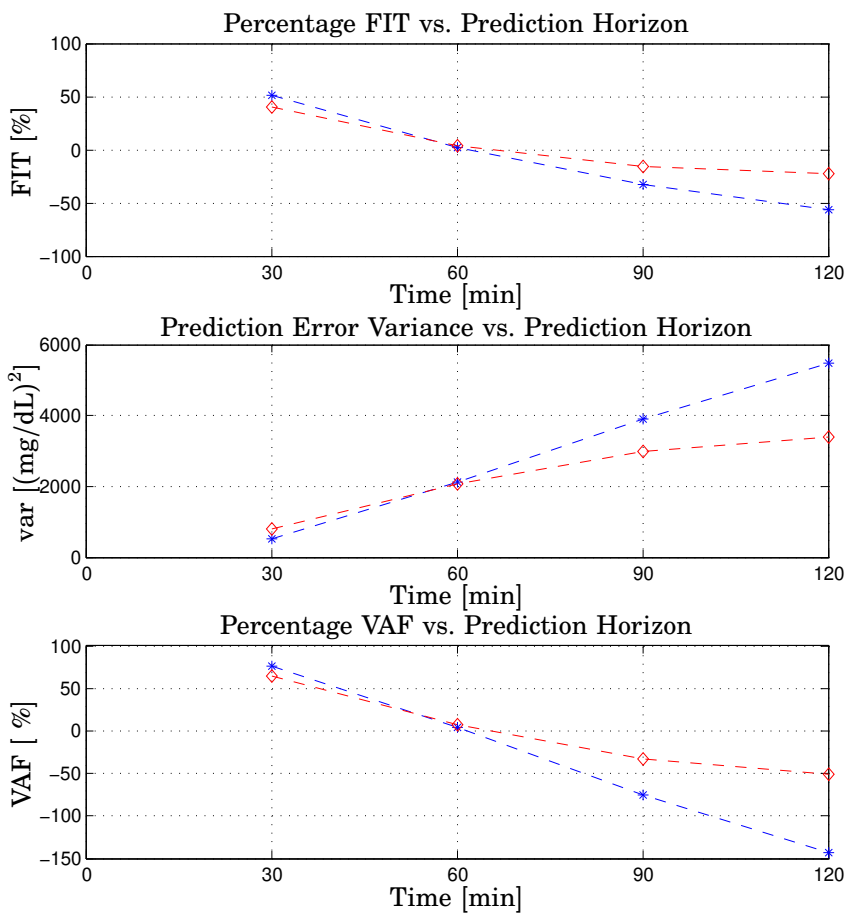 Percentage FIT vs. Prediction Horizon
100
50
0
−50
−100
FIT [%]
0 30 60 90 120
Time [min]
Prediction Error Variance vs. Prediction Horizon
6000
4000
2000
0
var [(mg/dL)²]
0 30 60 90 120
Time [min]
Percentage VAF vs. Prediction Horizon
100
50
0
−50
−100
−150
VAF [ %]
0 30 60 90 120
Time [min]